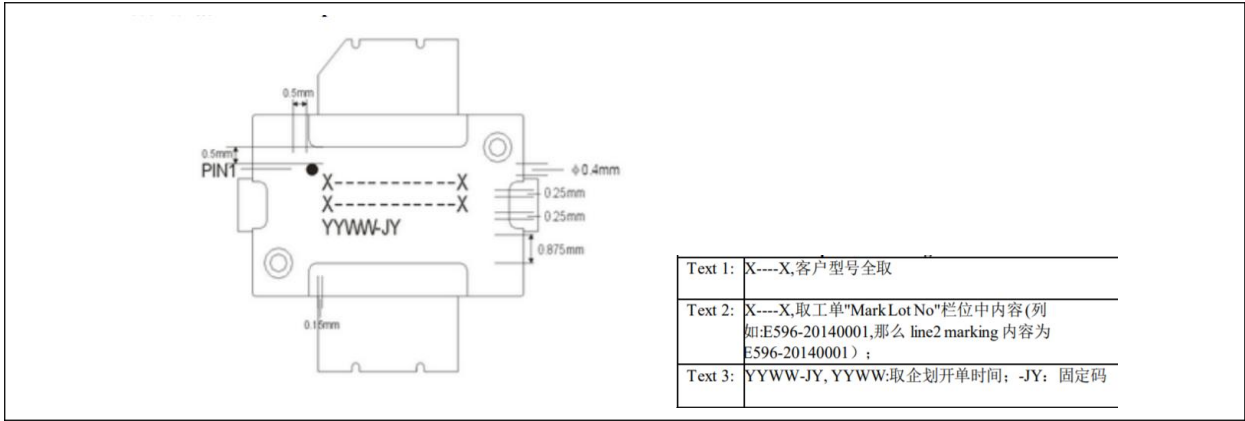 0.5mm
0.5mm
PIN1
ϕ0.4mm
X------------X
0.25mm
X------------X
0.25mm
YYWW-JY
0.875mm
0.15mm
Text 1: X----X,客户型号全取
Text 2: X----X,取工单"Mark Lot No"栏位中内容(列
如:E596-20140001,那么 line2 marking 内容为
E596-20140001）;
Text 3: YYWW-JY, YYWW:取企划开单时间; -JY: 固定码